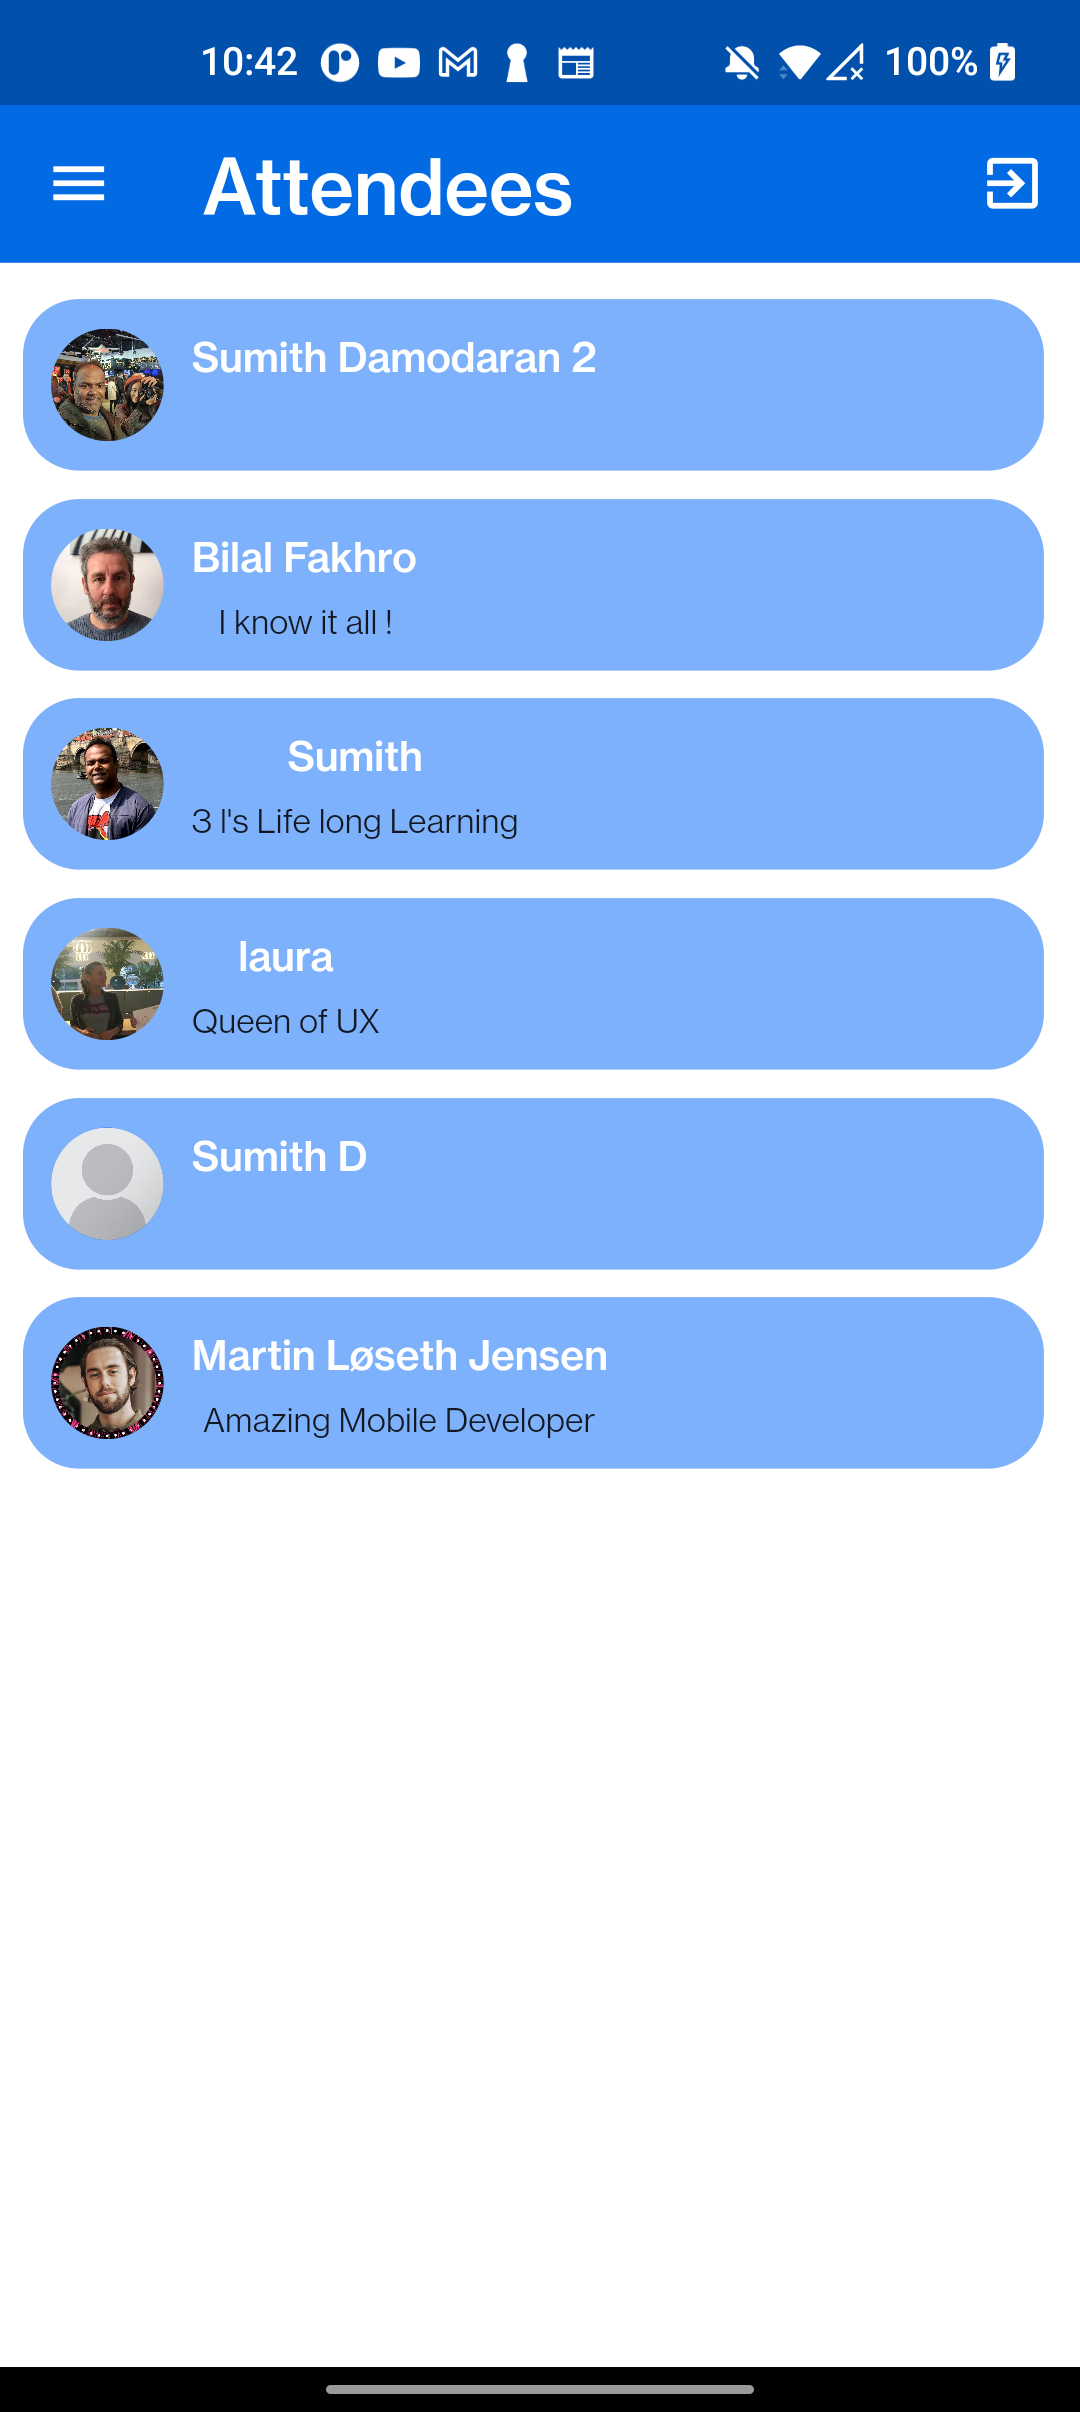 10:42
100%
Attendees
Sumith Damodaran 2
Bilal Fakhro
I know it all !
Sumith
3 l's Life long Learning
laura
Queen of UX
Sumith D
Martin Løseth Jensen
Amazing Mobile Developer